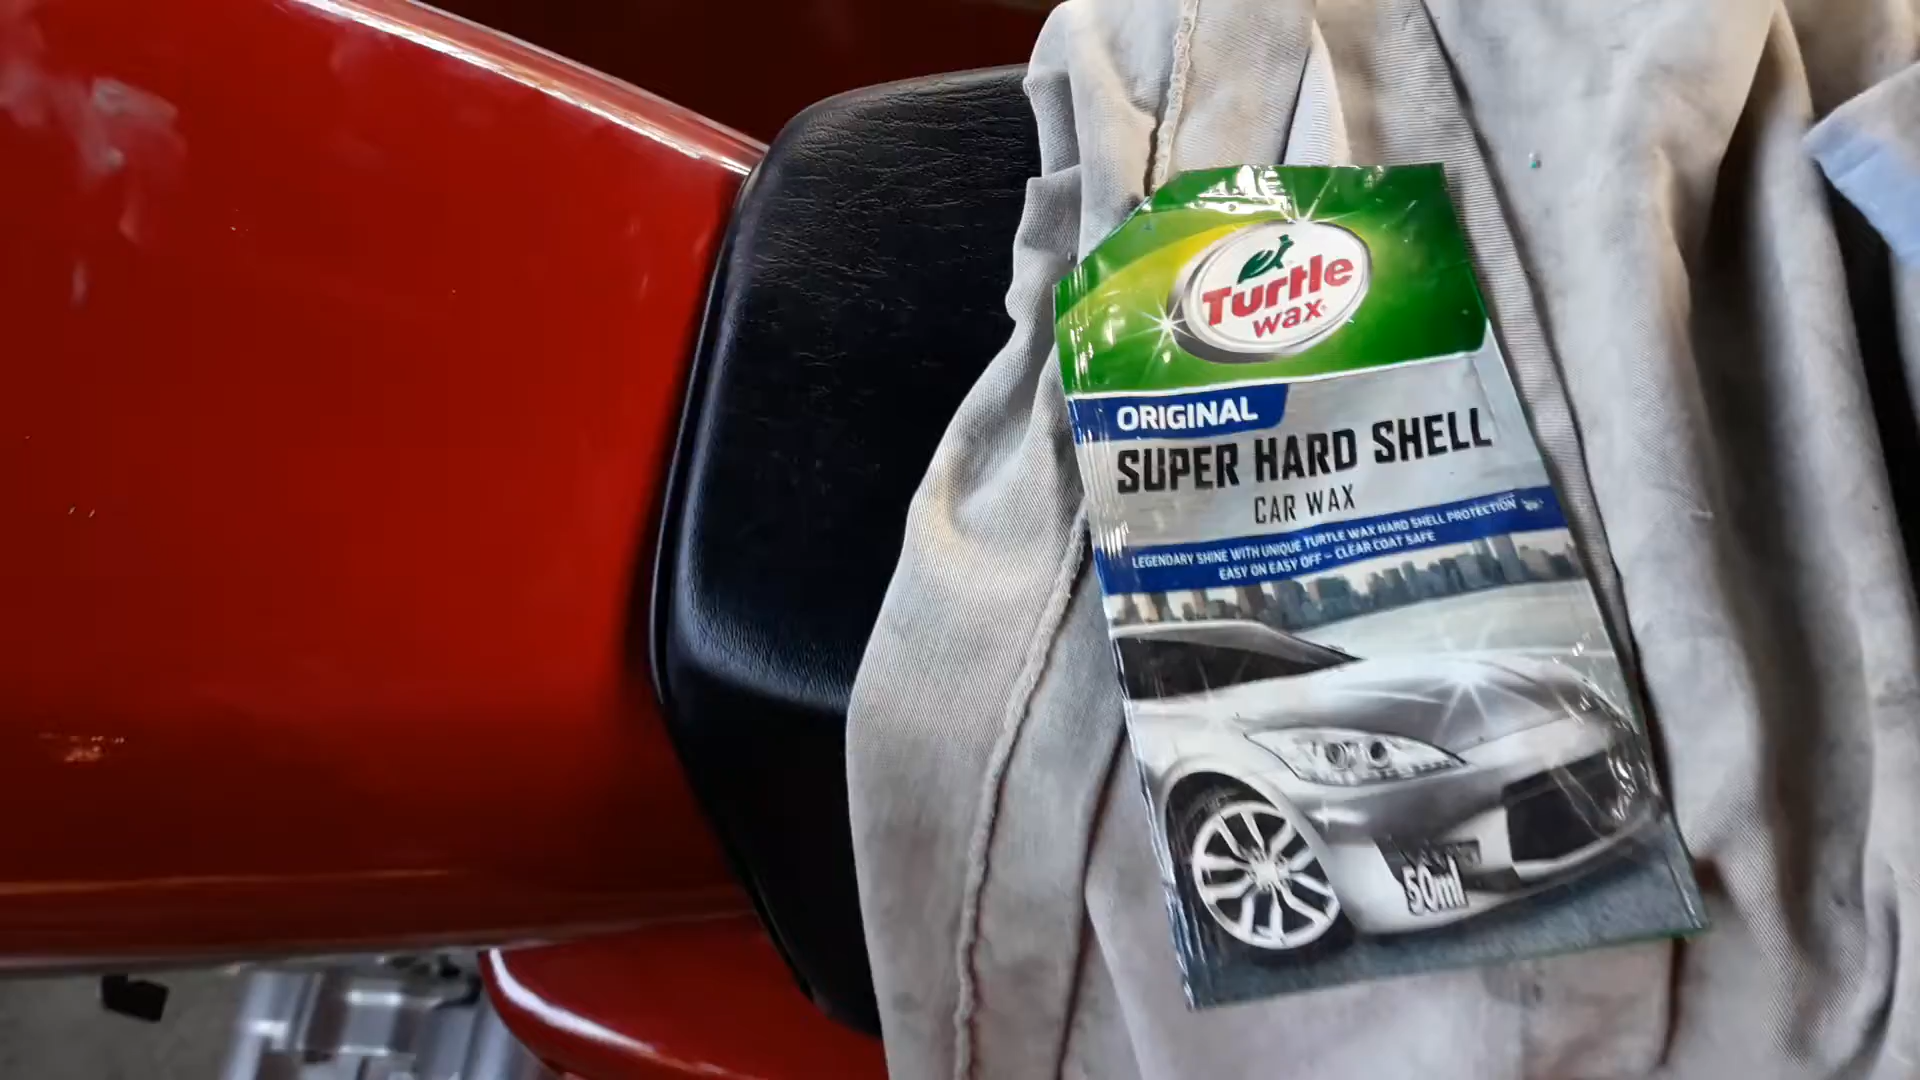 Turtle
wax
ORIGINAL
SUPER HARD SHELL
CAR WAX
LEGENDARY SHINE WITH UNIQUE TURTLE WAX HARD SHELL PROTECTION
EASY ON EASY OFF – CLEAR COAT SAFE
50ml